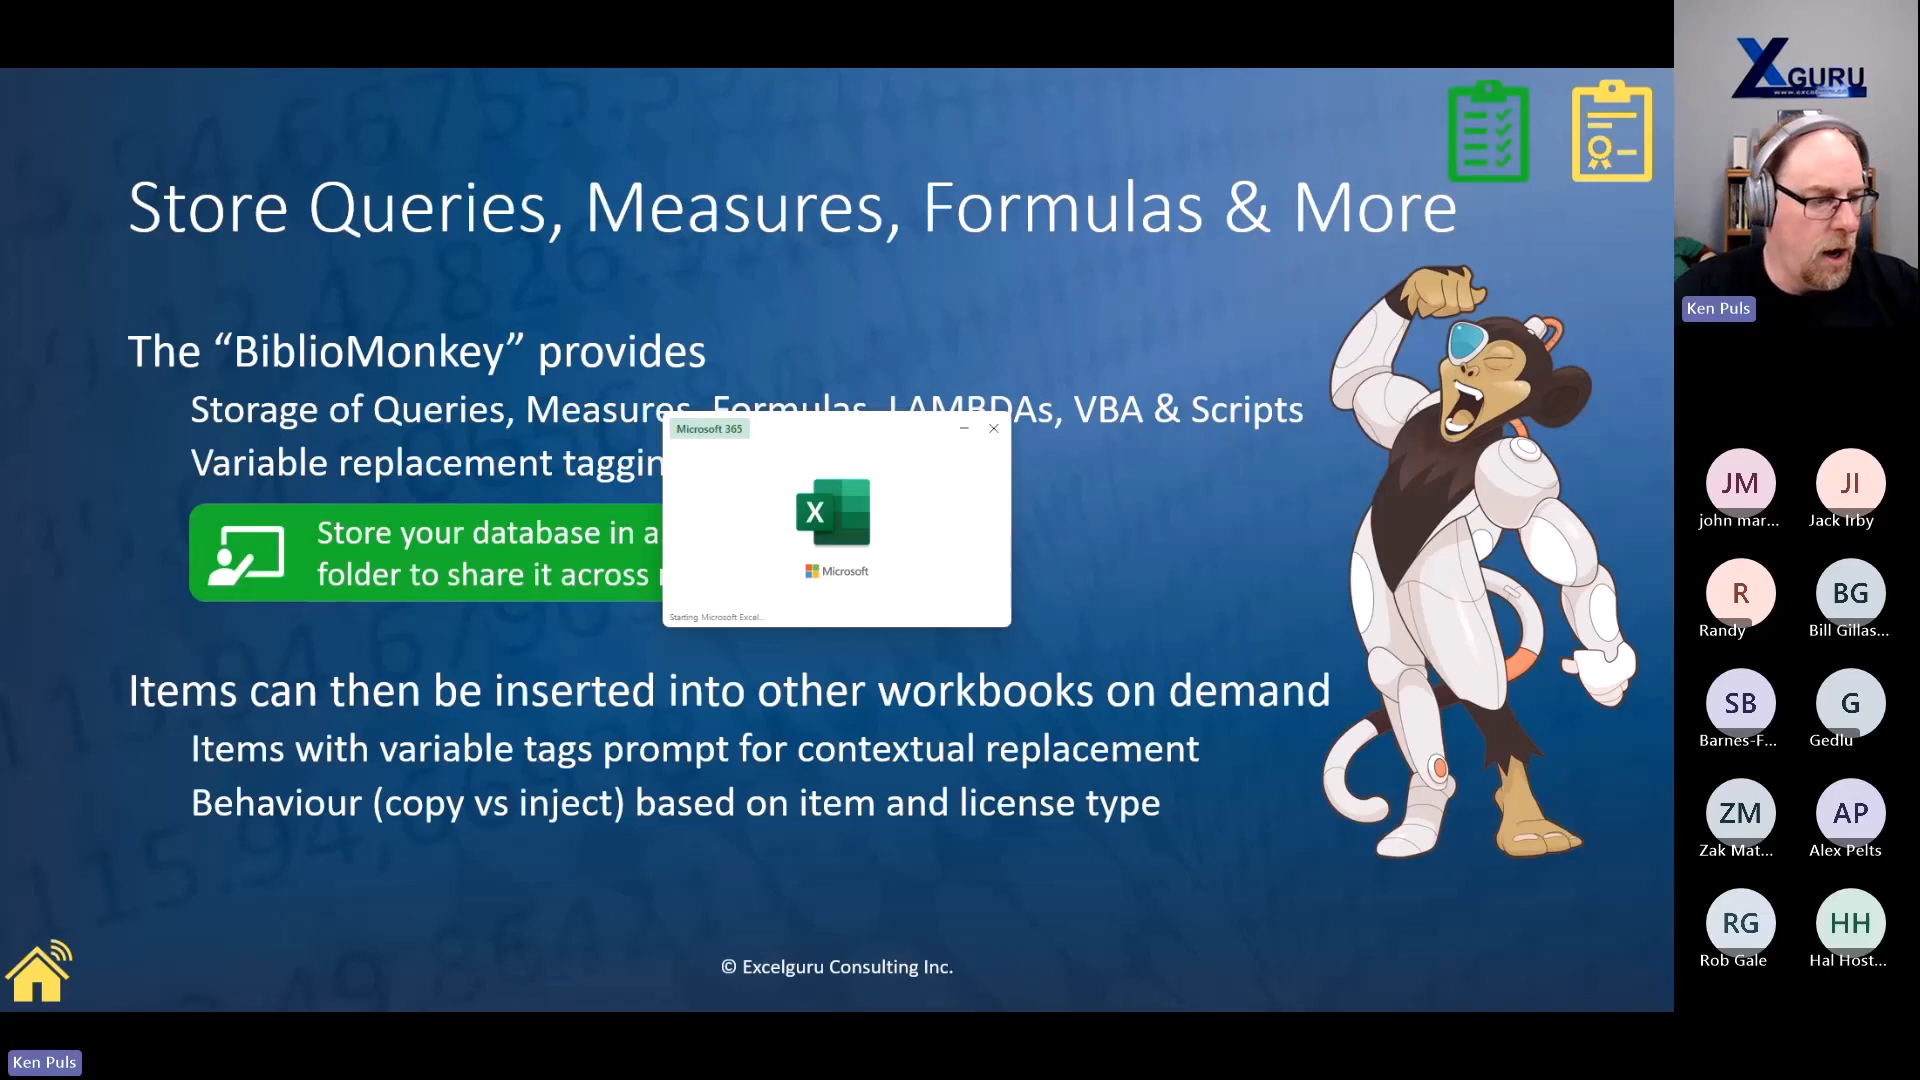 Store Queries, Measures, Formulas & More
The “BiblioMonkey” provides
Storage of Queries, Measures, Formulas, LAMBDAs, VBA & Scripts
Variable replacement taggin
Store your database in a
folder to share it across
Microsoft 365
X
Microsoft
Starting Microsoft Excel...
Items can then be inserted into other workbooks on demand
Items with variable tags prompt for contextual replacement
Behaviour (copy vs inject) based on item and license type
© Excelguru Consulting Inc.
Ken Puls
XGURU
Ken Puls
JM
john mar...
JI
Jack Irby
R
Randy
BG
Bill Gillas...
SB
Barnes-F...
G
Gedlu
ZM
Zak Mat...
AP
Alex Pelts
RG
Rob Gale
HH
Hal Host...